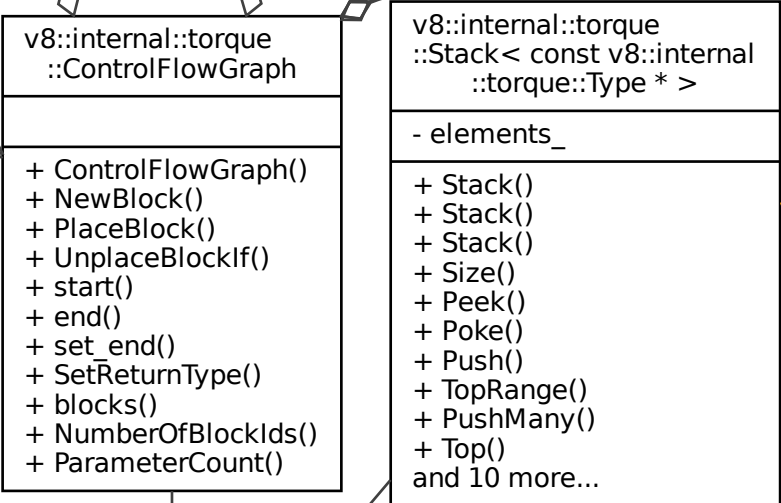 v8::internal::torque
::ControlFlowGraph
+ ControlFlowGraph()
+ NewBlock()
+ PlaceBlock()
+ UnplaceBlockIf()
+ start()
+ end()
+ set_end()
+ SetReturnType()
+ blocks()
+ NumberOfBlockIds()
+ ParameterCount()
v8::internal::torque
::Stack< const v8::internal
::torque::Type * >
- elements_
+ Stack()
+ Stack()
+ Stack()
+ Size()
+ Peek()
+ Poke()
+ Push()
+ TopRange()
+ PushMany()
+ Top()
and 10 more...